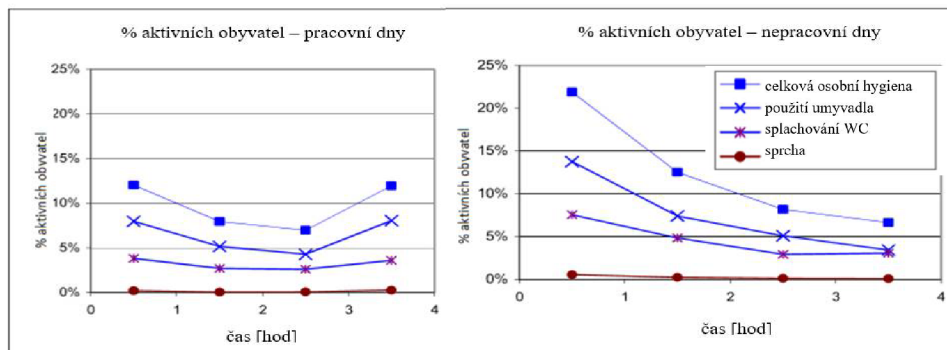 % aktivních obyvatel – pracovní dny
25%
20%
15%
10%
5%
0%
% aktivních obyvatel
0 1 2 3 4
čas [hod]
% aktivních obyvatel – nepracovní dny
25%
20%
15%
10%
5%
0%
% aktivních obyvatel
0 1 2 3 4
čas [hod]
celková osobní hygiena
použití umyvadla
splachování WC
sprcha